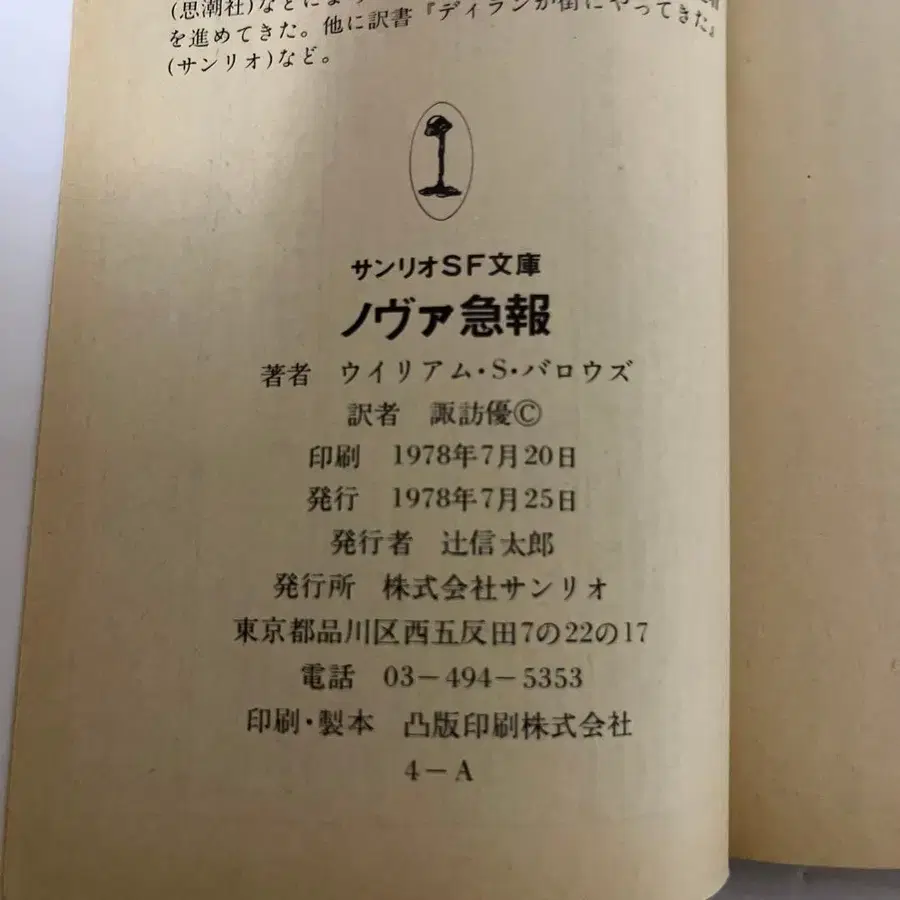 (思潮社)などによ
を進めてきた。他に訳書『ディランが街にやってきた』
(サンリオ)など。
サンリオSF文庫
ノヴァ急報
著者 ウイリアム・S・バロウズ
訳者 諏訪優©
印刷 1978年7月20日
発行 1978年7月25日
発行者 辻信太郎
発行所 株式会社サンリオ
東京都品川区西五反田7の22の17
電話 03-494-5353
印刷・製本 凸版印刷株式会社
4-A